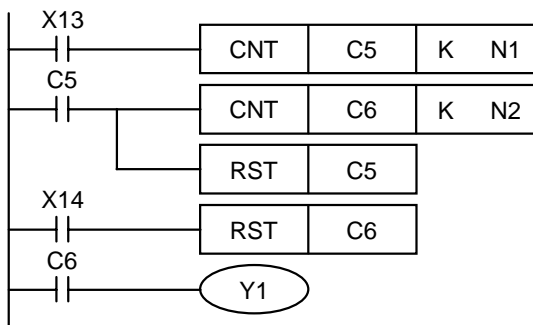 X13
CNT C5 K N1
C5
CNT C6 K N2
RST C5
X14
RST C6
C6
Y1